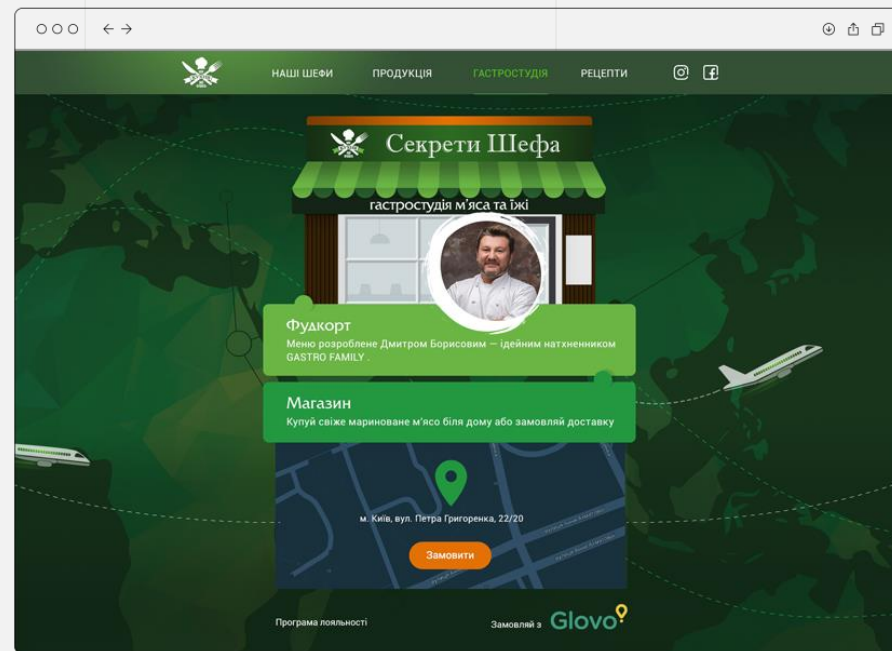 НАШІ ШЕФИ
ПРОДУКЦІЯ
ГАСТРОСТУДІЯ
РЕЦЕПТИ
Секрети Шефа
гастростудія м'яса та їжі
Фудкорт
Меню розроблене Дмитром Борисовим — ідейним натхненником
GASTRO FAMILY .
Магазин
Купуй свіже мариноване м'ясо біля дому або замовляй доставку
м. Київ, вул. Петра Григоренка, 22/20
Замовити
Програма лояльності
Замовляй з Glovo